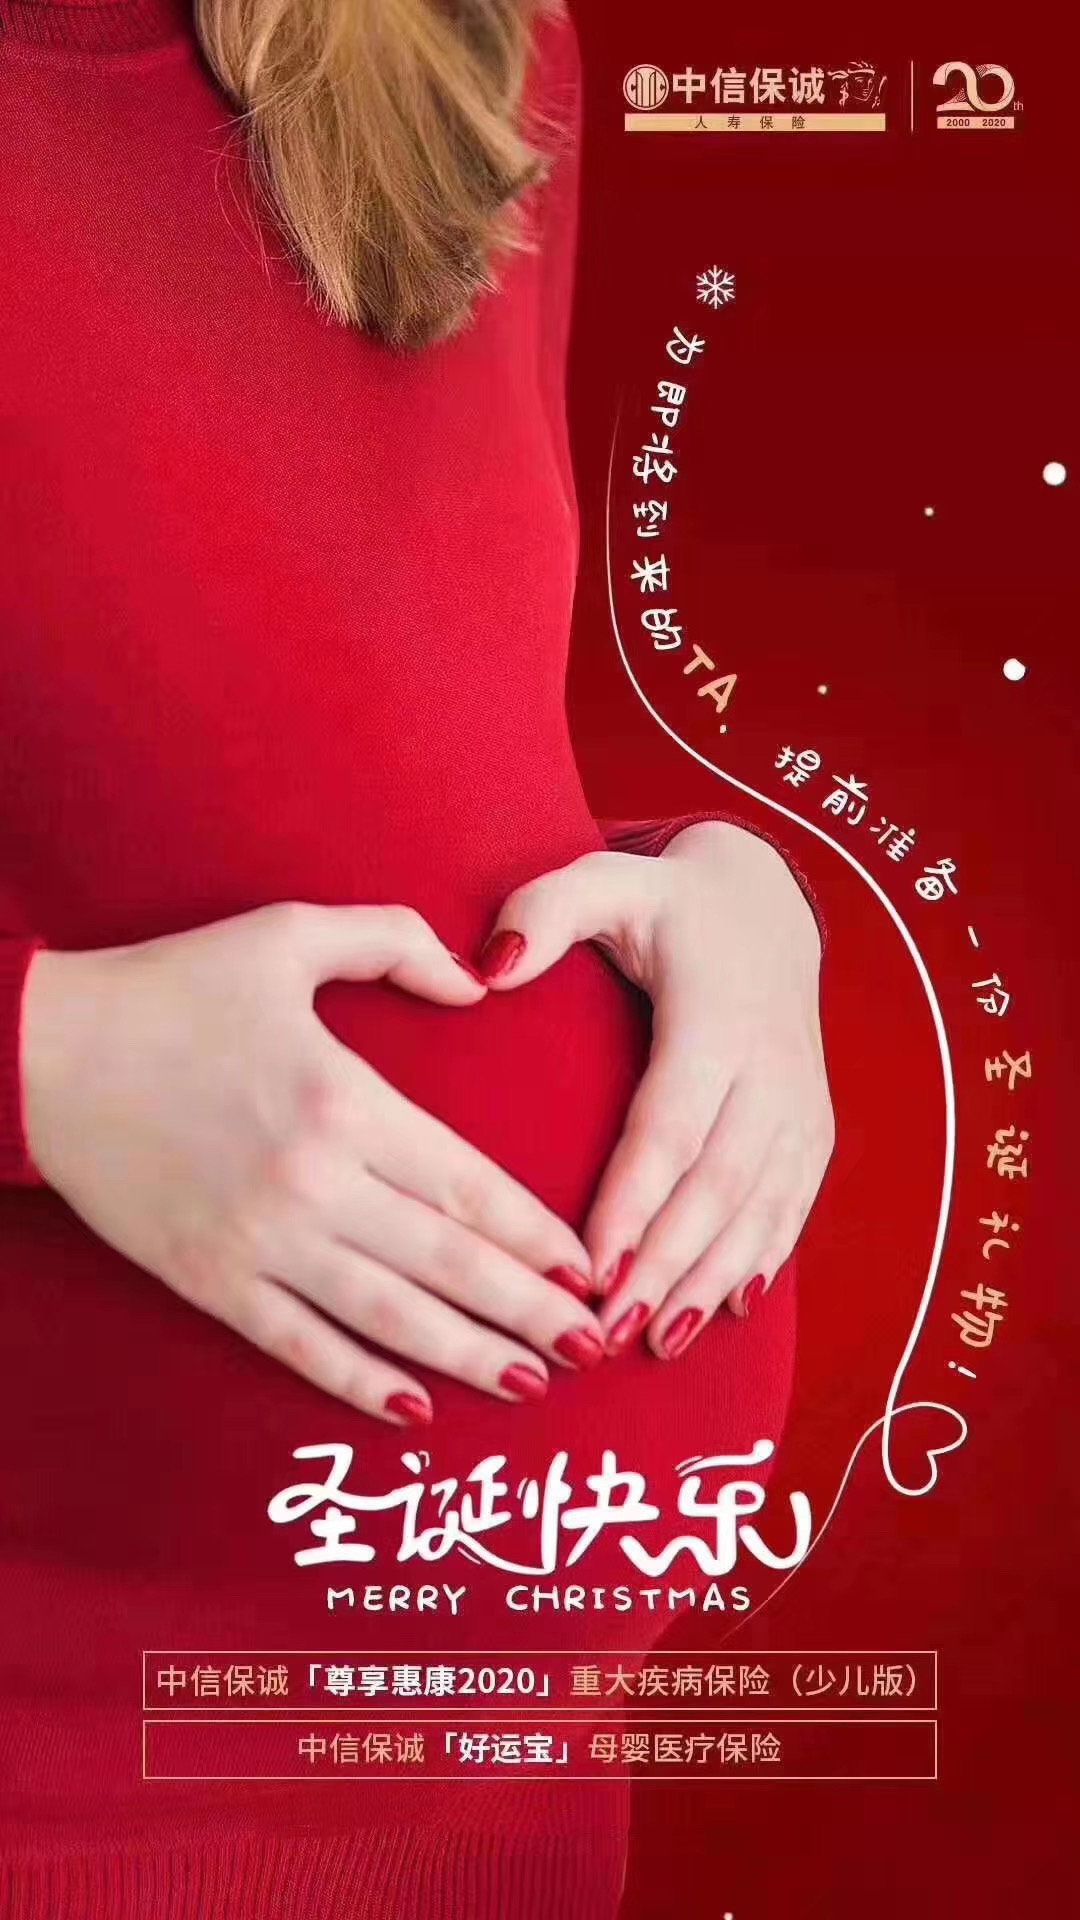 中信保诚
人寿保险
20th
2000 2020
为即将到来的TA.
提前准备一份圣诞礼物！
圣诞快乐
MERRY CHRISTMAS
中信保诚「尊享惠康2020」重大疾病保险（少儿版）
中信保诚「好运宝」母婴医疗保险